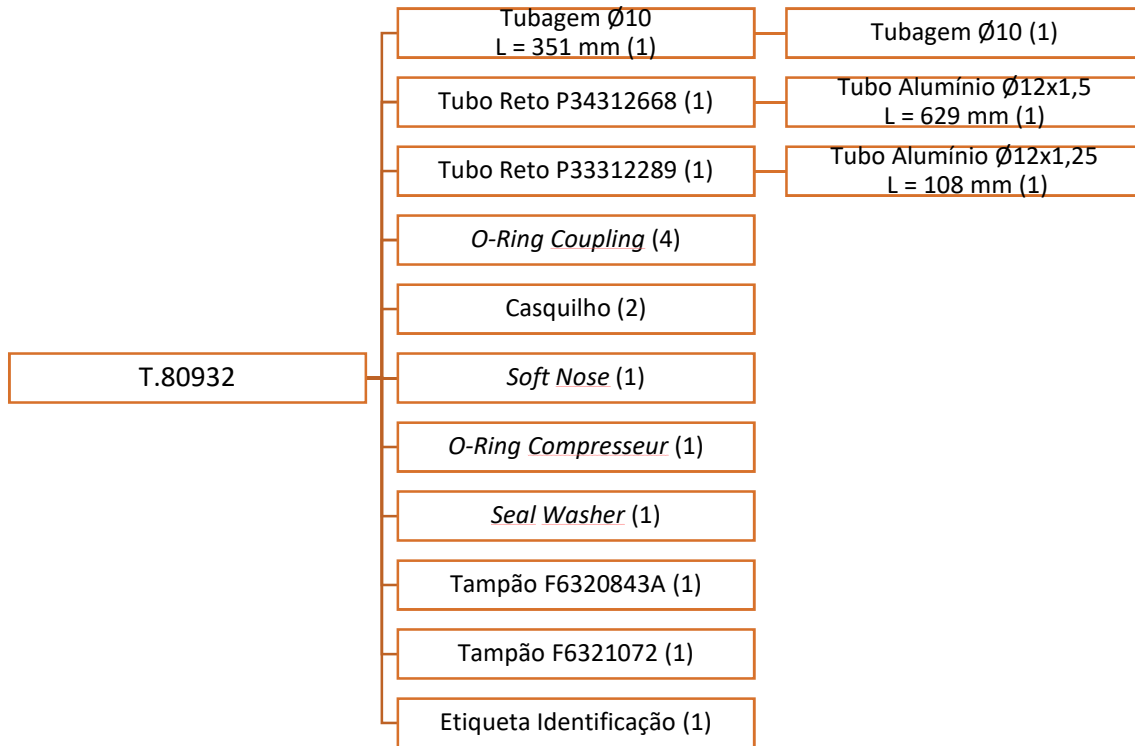 Tubagem Ø10
L = 351 mm (1)
Tubagem Ø10 (1)
Tubo Reto P34312668 (1)
Tubo Alumínio Ø12x1,5
L = 629 mm (1)
Tubo Reto P33312289 (1)
Tubo Alumínio Ø12x1,25
L = 108 mm (1)
O-Ring Coupling (4)
Casquilho (2)
T.80932
Soft Nose (1)
O-Ring Compresseur (1)
Seal Washer (1)
Tampão F6320843A (1)
Tampão F6321072 (1)
Etiqueta Identificação (1)